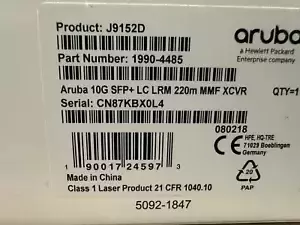 Product: J9152D
aruba
a Hewlett Packard
Enterprise company
Part Number: 1990-4485
Aruba 10G SFP+ LC LRM 220m MMF XCVR QTY=1
Serial: CN87KBX0L4
080218
HPE, HQ-TRE
71029 Boeblingen
Germany
1 90017 24597 3
20
PAP
Made in China
Class 1 Laser Product 21 CFR 1040.10
5092-1847